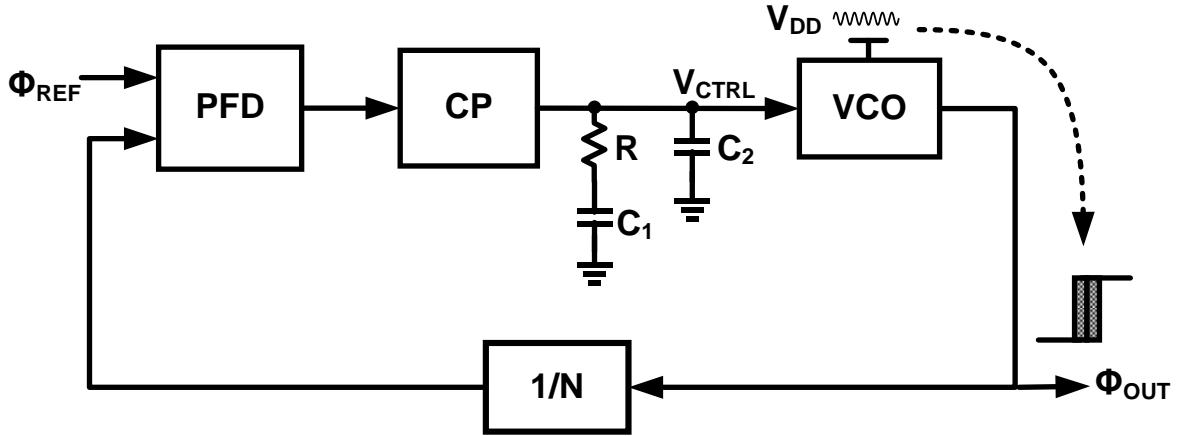 V_DD
Φ_REF
PFD
CP
V_CTRL
VCO
R
C_2
C_1
1/N
Φ_OUT